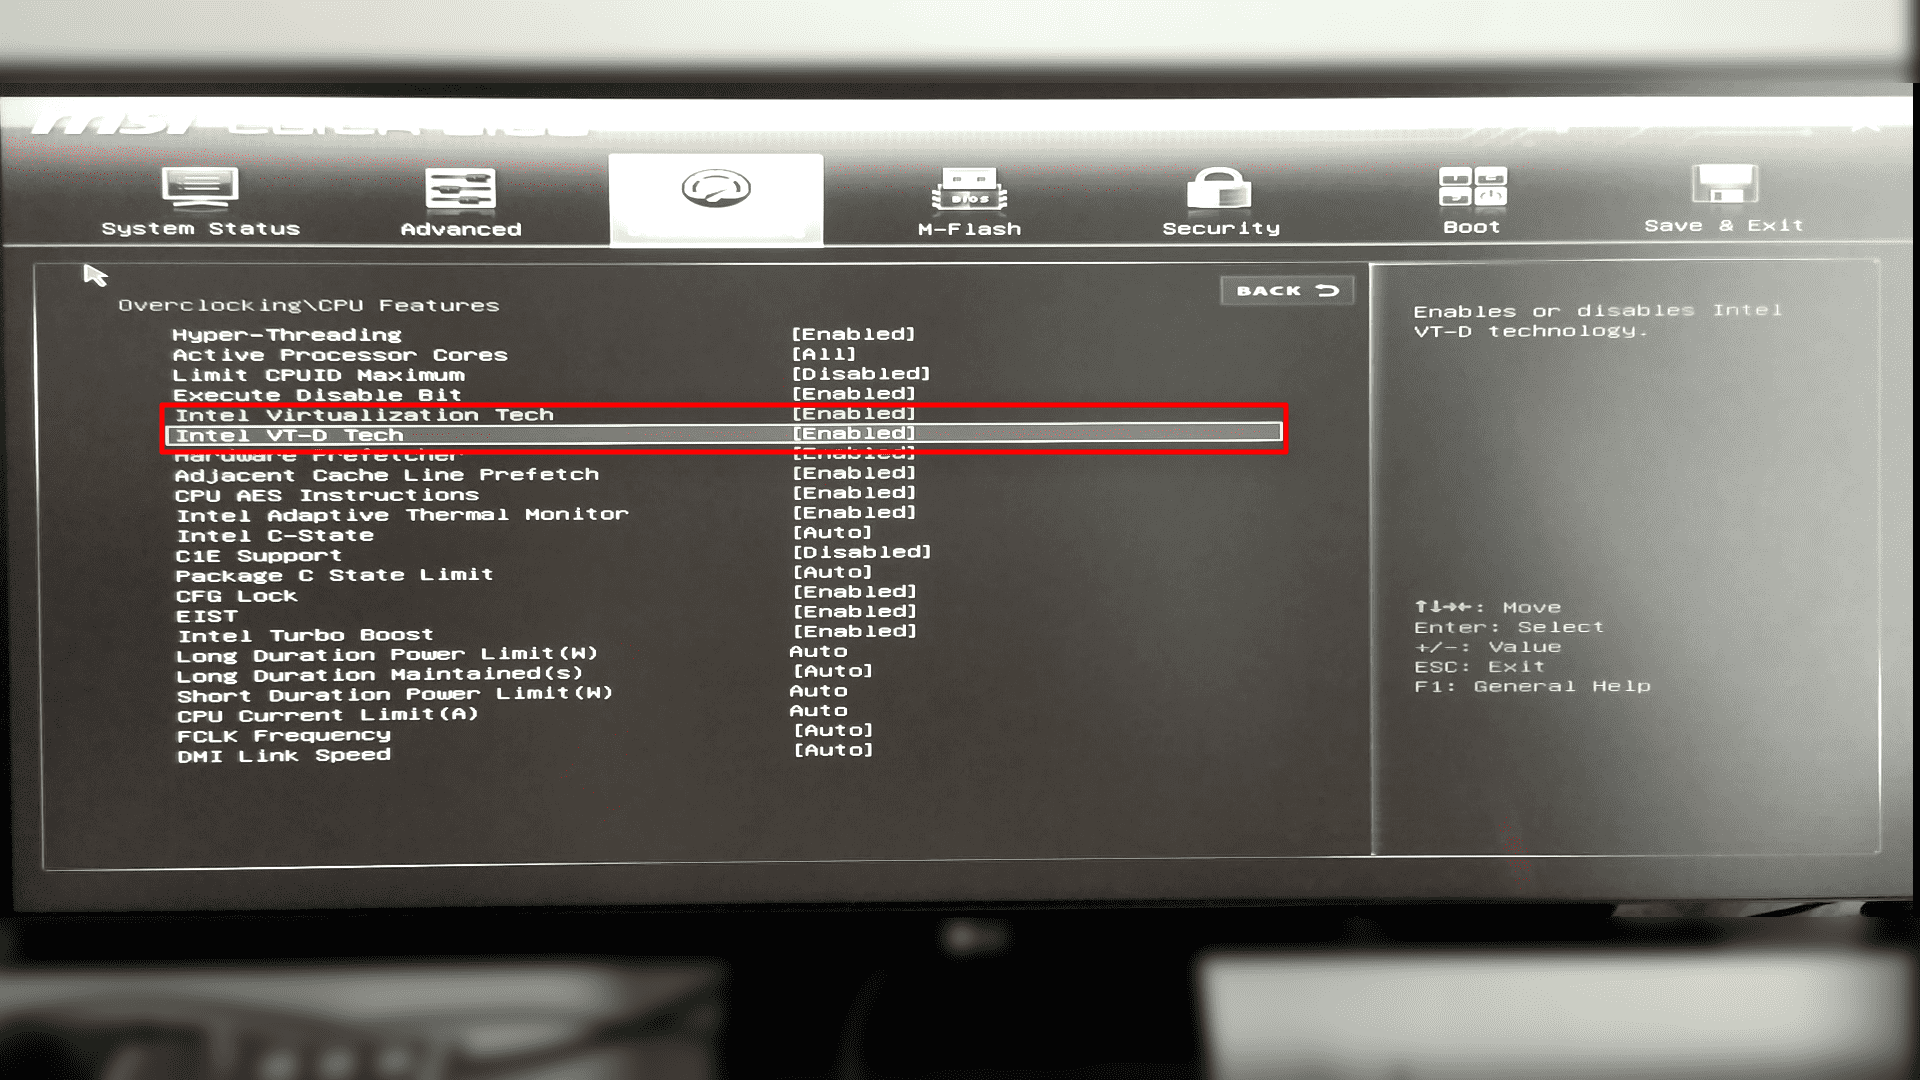 msi
System Status
Advanced
BIOS
M-Flash
Security
Boot
Save & Exit
Overclocking\CPU Features
BACK
Hyper-Threading [Enabled]
Active Processor Cores [All]
Limit CPUID Maximum [Disabled]
Execute Disable Bit [Enabled]
Intel Virtualization Tech [Enabled]
Intel VT-D Tech [Enabled]
Hardware Prefetcher [Enabled]
Adjacent Cache Line Prefetch [Enabled]
CPU AES Instructions [Enabled]
Intel Adaptive Thermal Monitor [Enabled]
Intel C-State [Auto]
C1E Support [Disabled]
Package C State Limit [Auto]
CFG Lock [Enabled]
EIST [Enabled]
Intel Turbo Boost [Enabled]
Long Duration Power Limit(W) Auto
Long Duration Maintained(s) [Auto]
Short Duration Power Limit(W) Auto
CPU Current Limit(A) Auto
FCLK Frequency [Auto]
DMI Link Speed [Auto]
Enables or disables Intel
VT-D technology.
↑↓→←: Move
Enter: Select
+/-: Value
ESC: Exit
F1: General Help